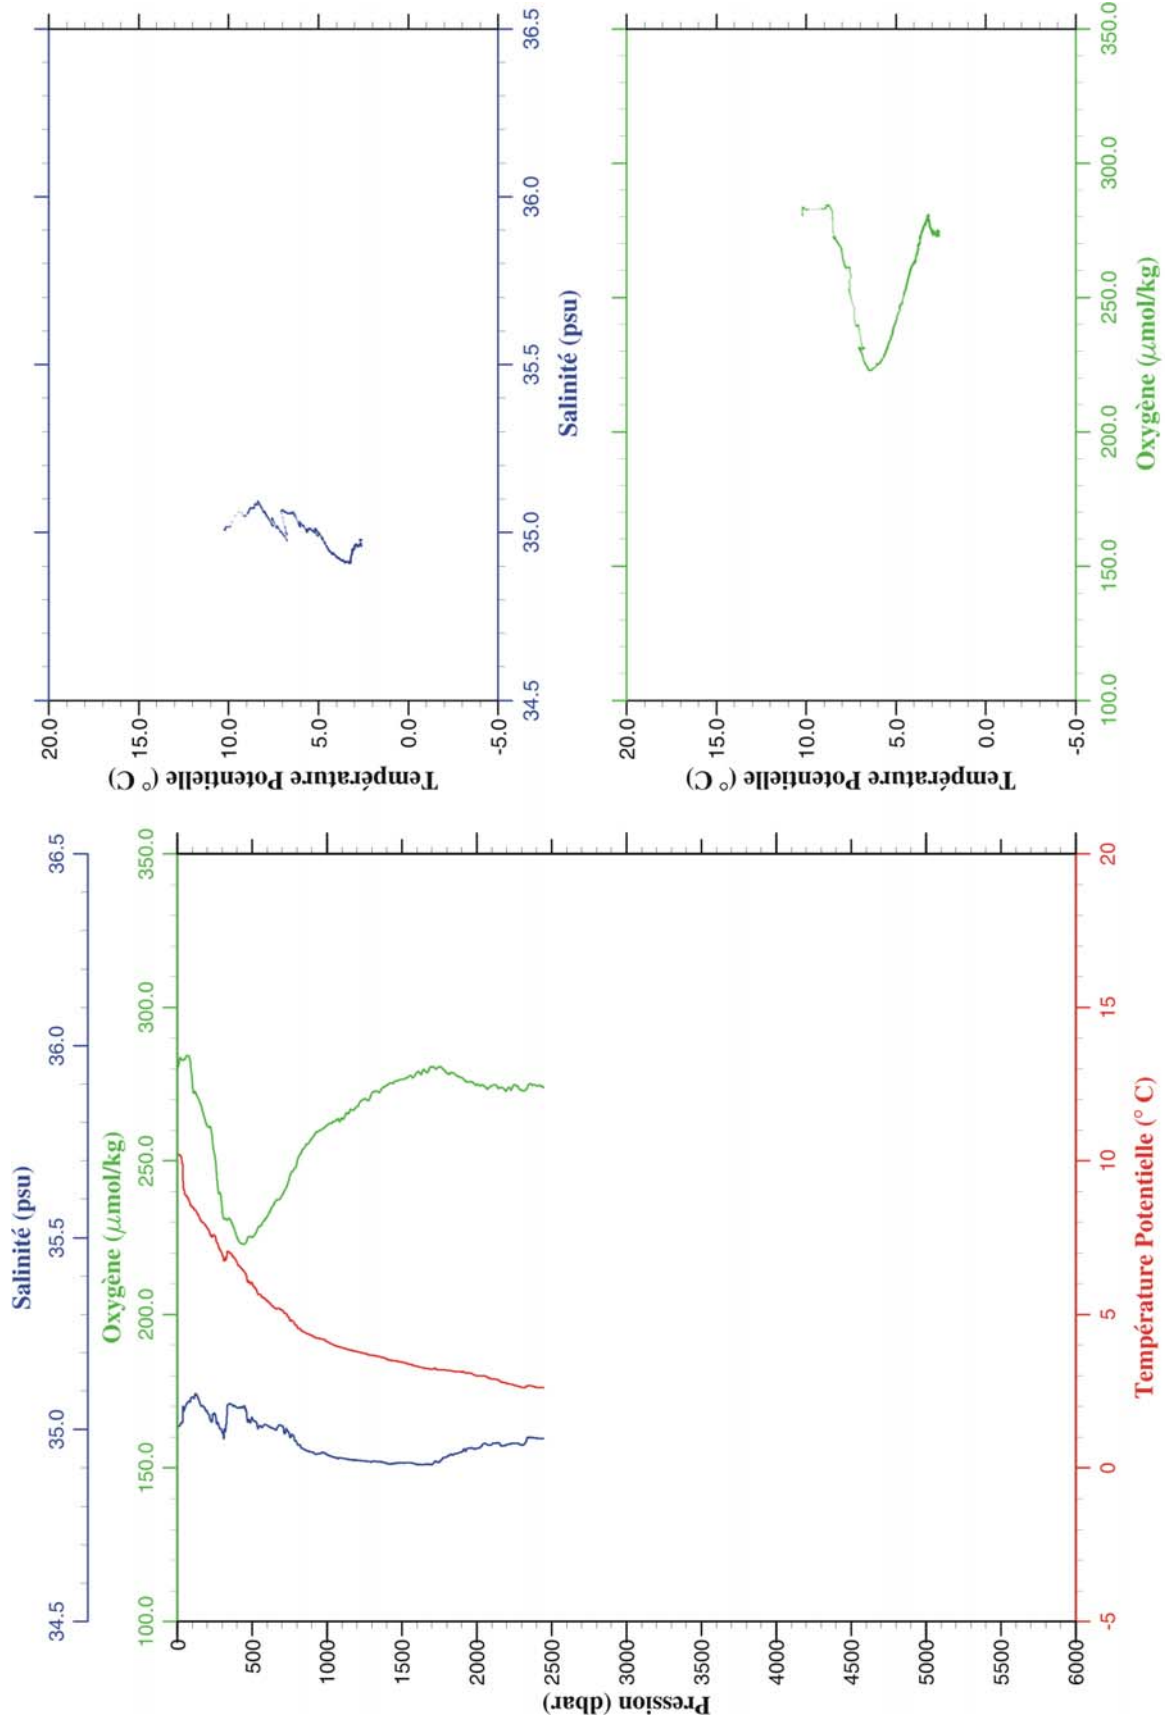 Salinité (psu)
34.5 35.0 35.5 36.0 36.5
Oxygène (μmol/kg)
100.0 150.0 200.0 250.0 300.0 350.0
Pression (dbar)
0
500
1000
1500
2000
2500
3000
3500
4000
4500
5000
5500
6000
-5 0 5 10 15 20
Température Potentielle (° C)
Température Potentielle (° C)
20.0
15.0
10.0
5.0
0.0
-5.0
34.5 35.0 35.5 36.0 36.5
Salinité (psu)
Température Potentielle (° C)
20.0
15.0
10.0
5.0
0.0
-5.0
100.0 150.0 200.0 250.0 300.0 350.0
Oxygène (μmol/kg)